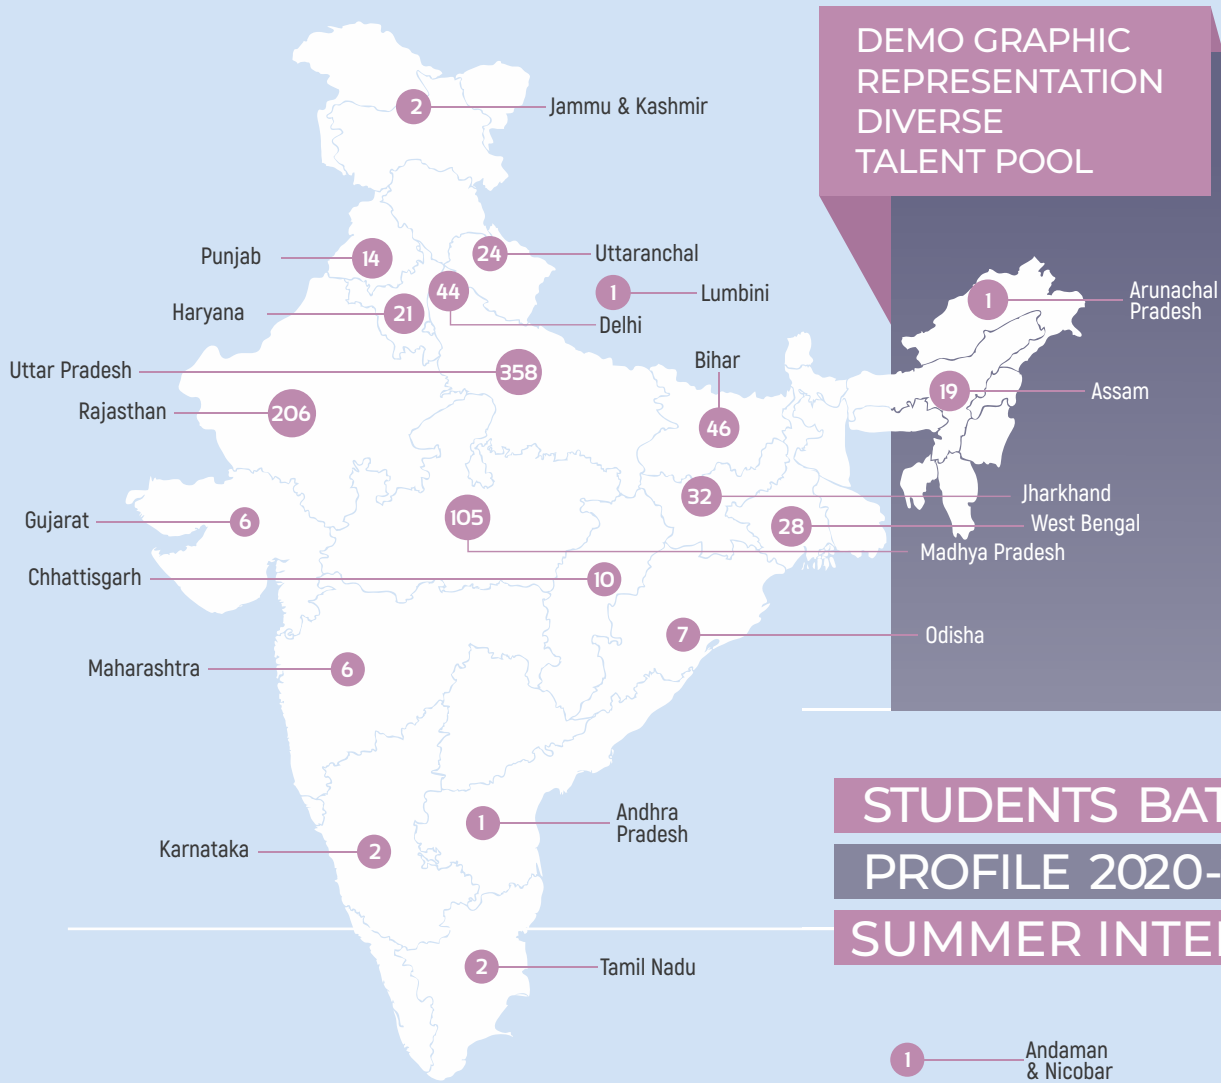 DEMO GRAPHIC
REPRESENTATION
DIVERSE
TALENT POOL
2
Jammu & Kashmir
Punjab
14
24
Uttaranchal
1
Lumbini
44
Delhi
Haryana
21
1
Arunachal
Pradesh
Uttar Pradesh
358
Bihar
46
19
Assam
Rajasthan
206
32
Jharkhand
28
West Bengal
Gujarat
6
105
Madhya Pradesh
Chhattisgarh
10
7
Odisha
Maharashtra
6
1
Andhra
Pradesh
Karnataka
2
2
Tamil Nadu
STUDENTS BAT
PROFILE 2020-
SUMMER INTE
1
Andaman
& Nicobar